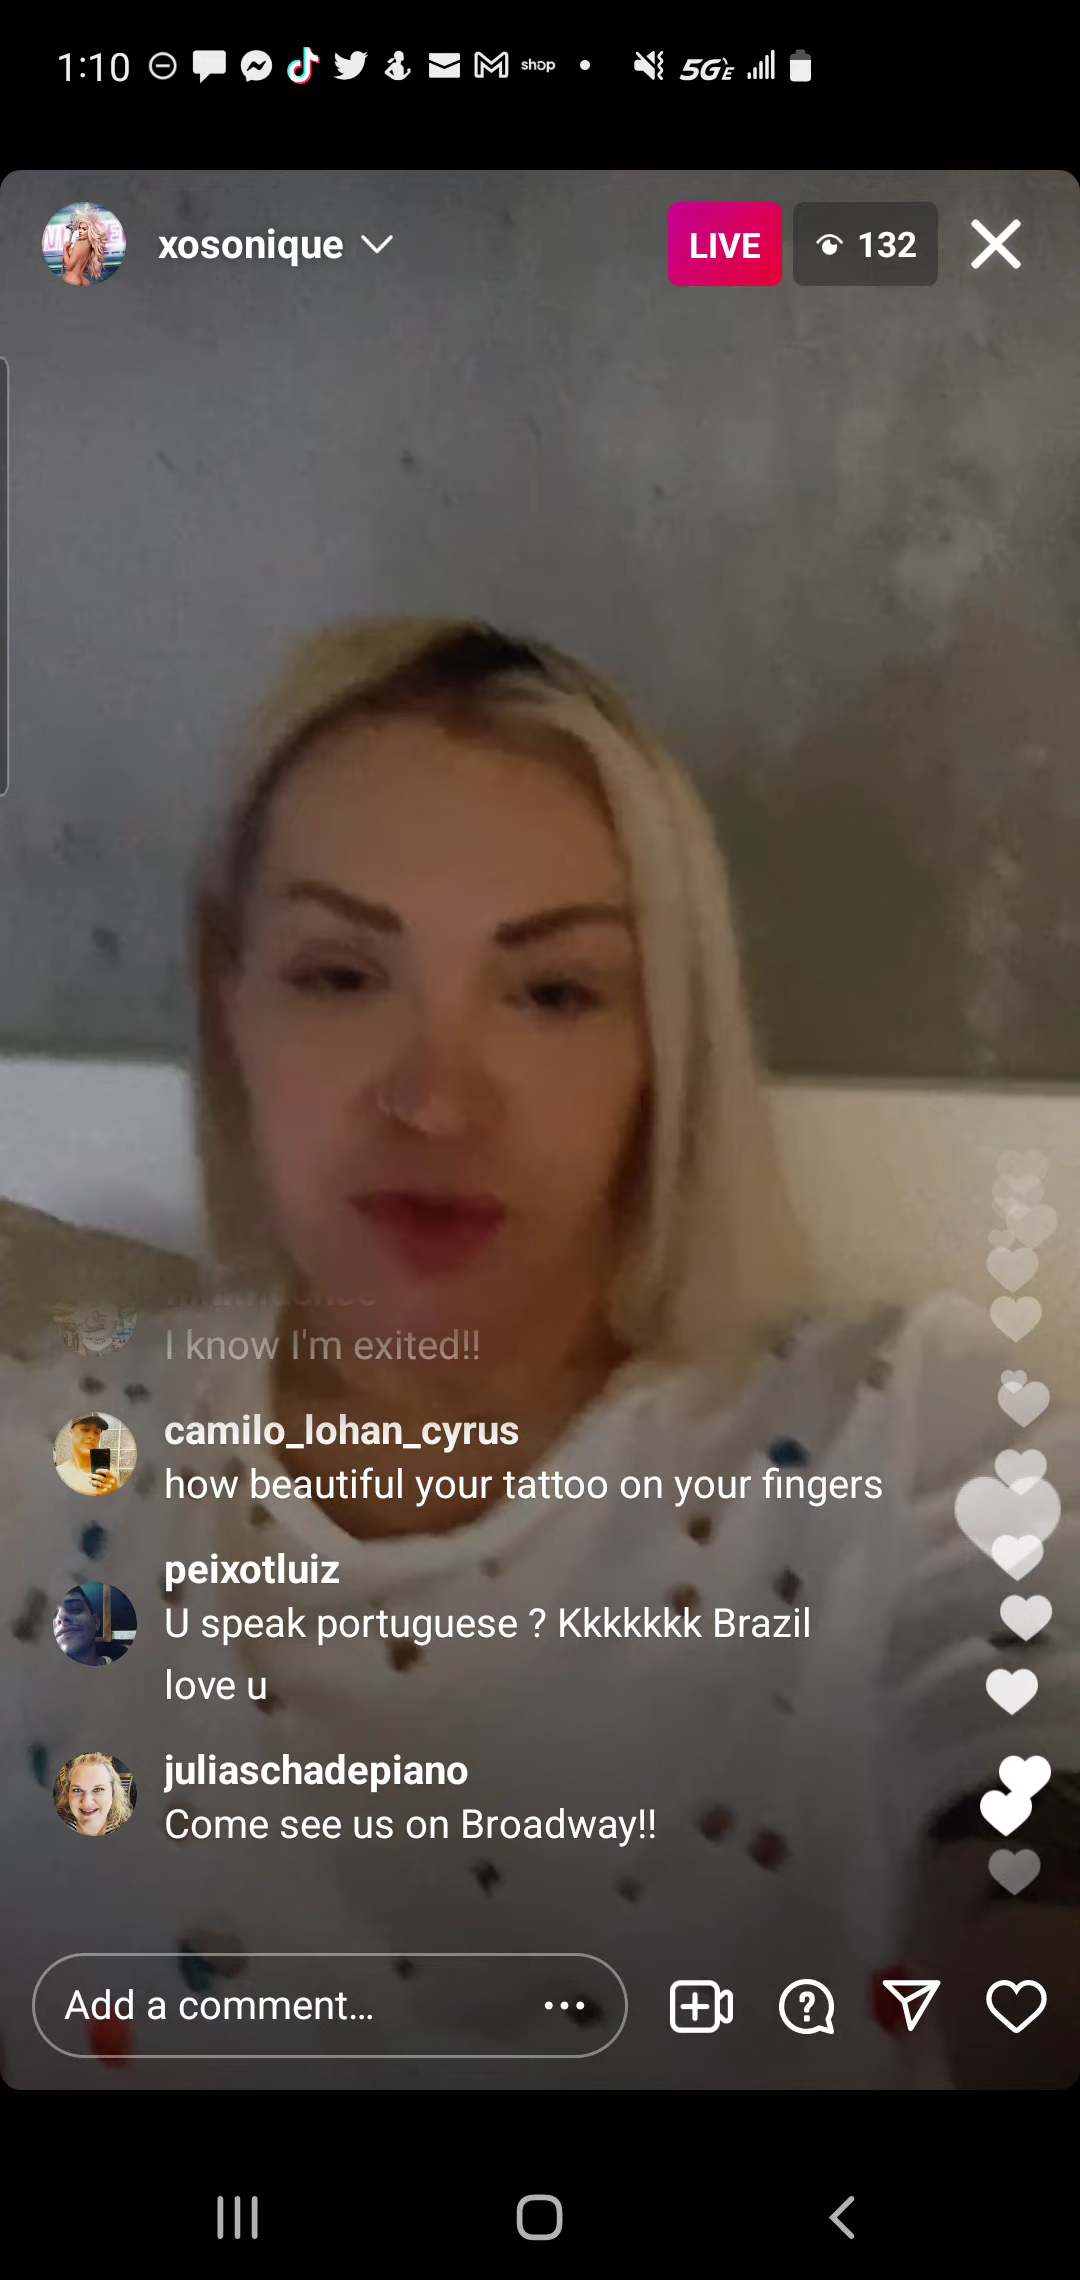 1:10 shop 5GE
xosonique LIVE 132
I know I'm exited!!
camilo_lohan_cyrus
how beautiful your tattoo on your fingers
peixotluiz
U speak portuguese ? Kkkkkkk Brazil
love u
juliaschadepiano
Come see us on Broadway!!
Add a comment...